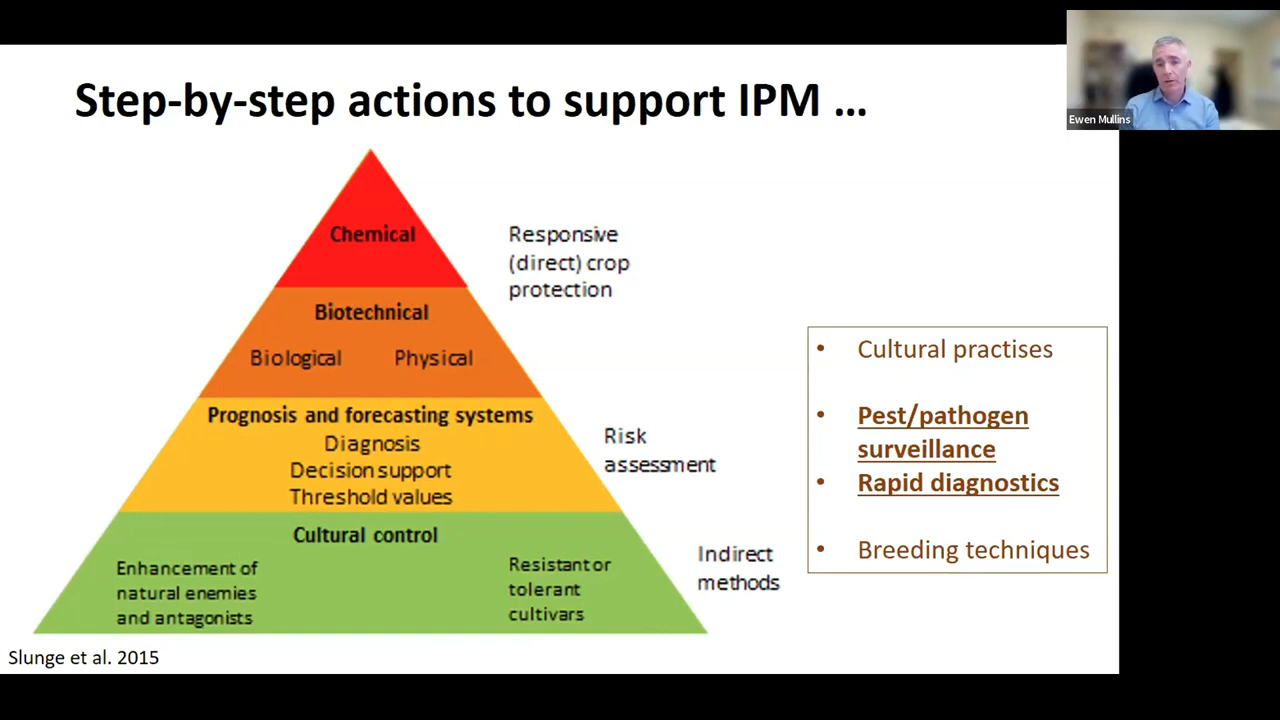 Step-by-step actions to support IPM ...
Ewen Mullins
Chemical
Responsive
(direct) crop
protection
Biotechnical
Biological Physical
Prognosis and forecasting systems
Diagnosis
Decision support
Threshold values
Risk
assessment
Cultural control
Enhancement of
natural enemies
and antagonists
Resistant or
tolerant
cultivars
Indirect
methods
• Cultural practises
• Pest/pathogen
surveillance
• Rapid diagnostics
• Breeding techniques
Slunge et al. 2015